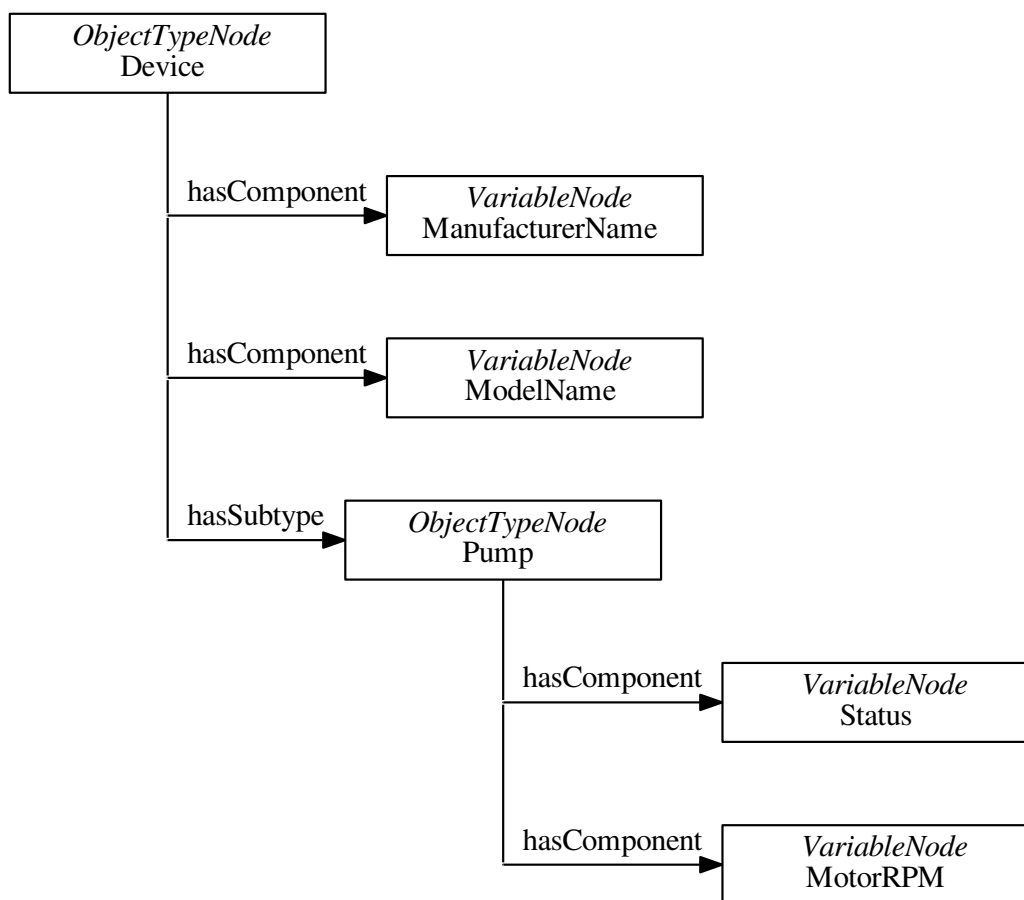 ObjectTypeNode
Device
hasComponent
VariableNode
ManufacturerName
hasComponent
VariableNode
ModelName
hasSubtype
ObjectTypeNode
Pump
hasComponent
VariableNode
Status
hasComponent
VariableNode
MotorRPM